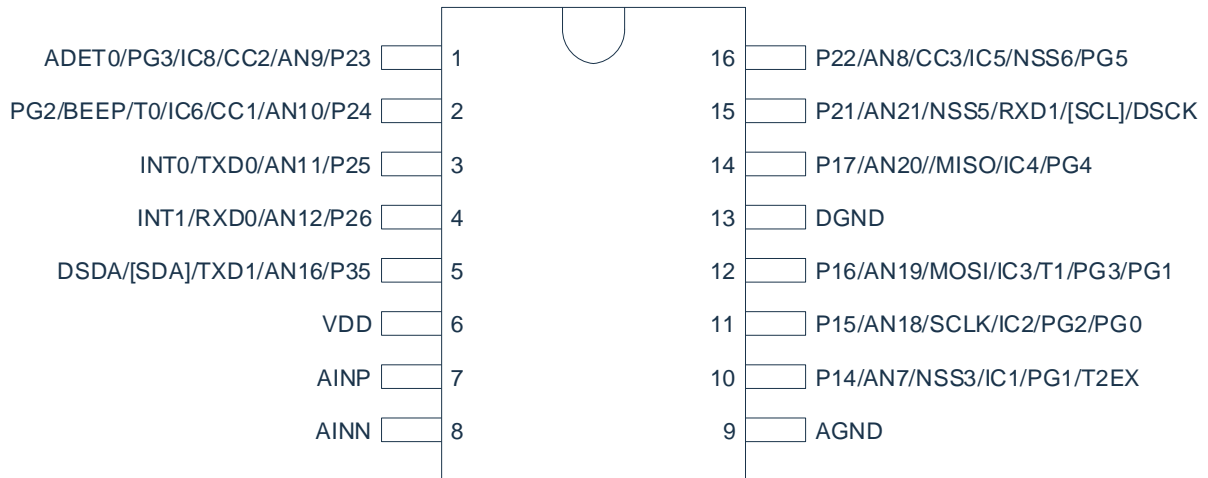 ADET0/PG3/IC8/CC2/AN9/P23 1 16 P22/AN8/CC3/IC5/NSS6/PG5
PG2/BEEP/T0/IC6/CC1/AN10/P24 2 15 P21/AN21/NSS5/RXD1/[SCL]/DSCK
INT0/TXD0/AN11/P25 3 14 P17/AN20//MISO/IC4/PG4
INT1/RXD0/AN12/P26 4 13 DGND
DSDA/[SDA]/TXD1/AN16/P35 5 12 P16/AN19/MOSI/IC3/T1/PG3/PG1
VDD 6 11 P15/AN18/SCLK/IC2/PG2/PG0
AINP 7 10 P14/AN7/NSS3/IC1/PG1/T2EX
AINN 8 9 AGND